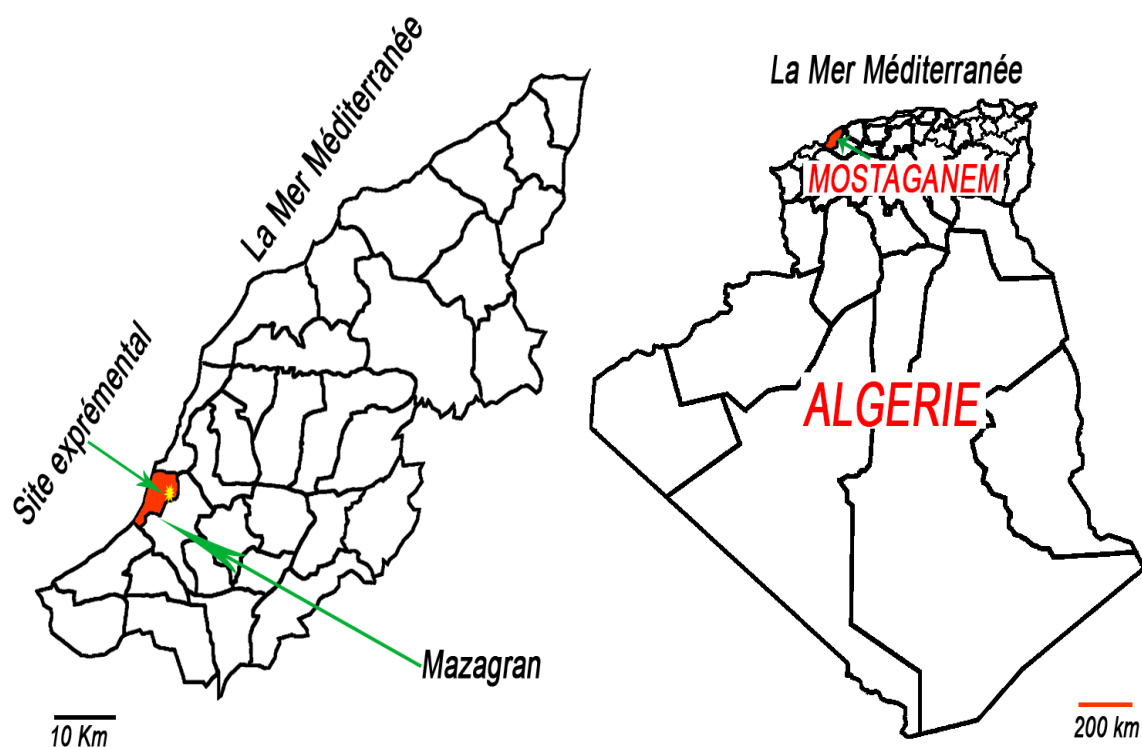 La Mer Méditerranée
Site exprémental
Mazagran
10 Km
La Mer Méditerranée
MOSTAGANEM
ALGERIE
200 km